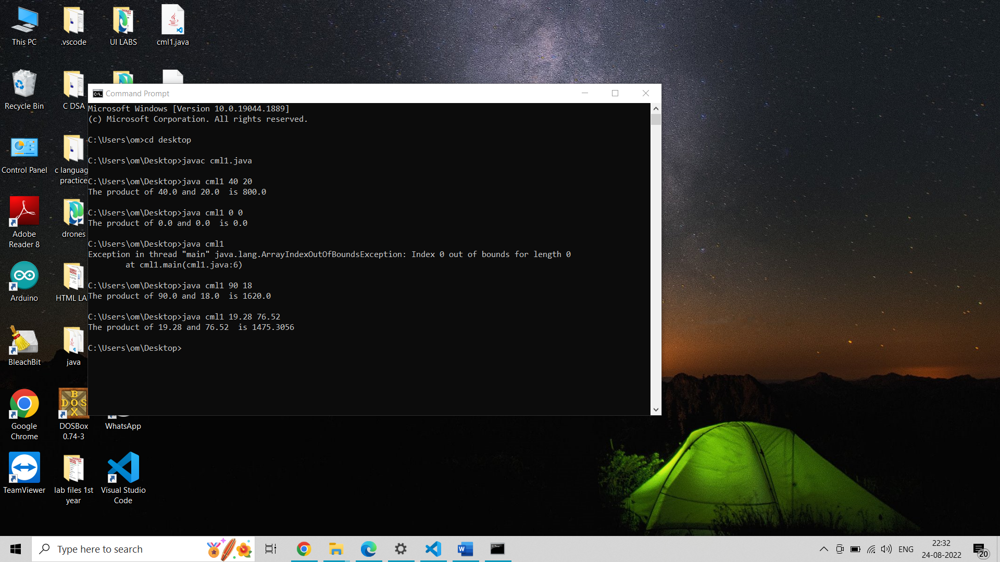 This PC
.vscode
UI LABS
cml1.java
Recycle Bin
C DSA
Control Panel
c languag
practice
Adobe
Reader 8
drones
Arduino
HTML LA
BleachBit
java
Google
Chrome
DOSBox
0.74-3
WhatsApp
TeamViewer
lab files 1st
year
Visual Studio
Code
Command Prompt
Microsoft Windows [Version 10.0.19044.1889]
(c) Microsoft Corporation. All rights reserved.
C:\Users\om>cd desktop
C:\Users\om\Desktop>javac cml1.java
C:\Users\om\Desktop>java cml1 40 20
The product of 40.0 and 20.0  is 800.0
C:\Users\om\Desktop>java cml1 0 0
The product of 0.0 and 0.0  is 0.0
C:\Users\om\Desktop>java cml1
Exception in thread "main" java.lang.ArrayIndexOutOfBoundsException: Index 0 out of bounds for length 0
        at cml1.main(cml1.java:6)
C:\Users\om\Desktop>java cml1 90 18
The product of 90.0 and 18.0  is 1620.0
C:\Users\om\Desktop>java cml1 19.28 76.52
The product of 19.28 and 76.52  is 1475.3056
C:\Users\om\Desktop>
Type here to search
ENG
22:32
24-08-2022
20